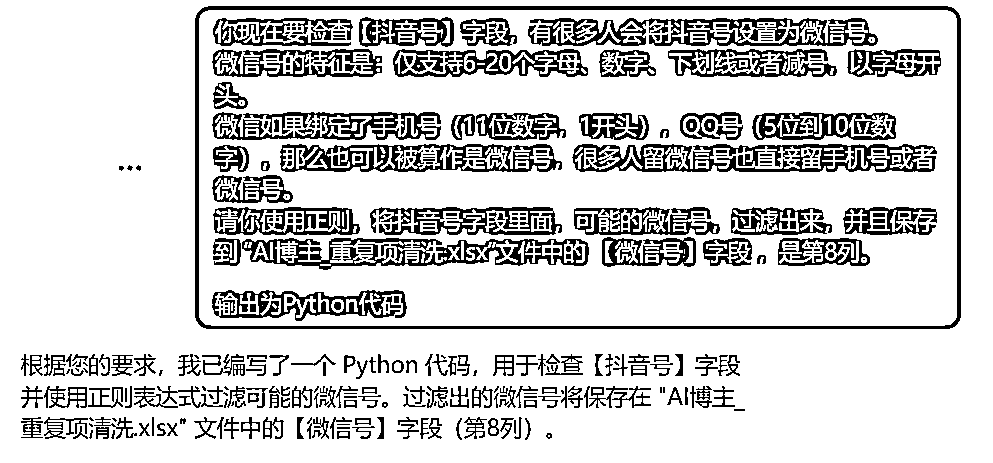 你现在要检查【抖音号】字段，有很多人会将抖音号设置为微信号。
微信号的特征是：仅支持6-20个字母、数字、下划线或者减号，以字母开
头。
微信如果绑定了手机号（11位数字，1开头），QQ号（5位到10位数
字），那么也可以被算作是微信号，很多人留微信号也直接留手机号或者
微信号。
请你使用正则，将抖音号字段里面，可能的微信号，过滤出来，并且保存
到 “AI博主_重复项清洗.xlsx”文件中的 【微信号】字段 ，是第8列。
输出为Python代码
...
根据您的要求，我已编写了一个 Python 代码，用于检查【抖音号】字段
并使用正则表达式过滤可能的微信号。过滤出的微信号将保存在 "AI博主_
重复项清洗.xlsx" 文件中的【微信号】字段（第8列）。